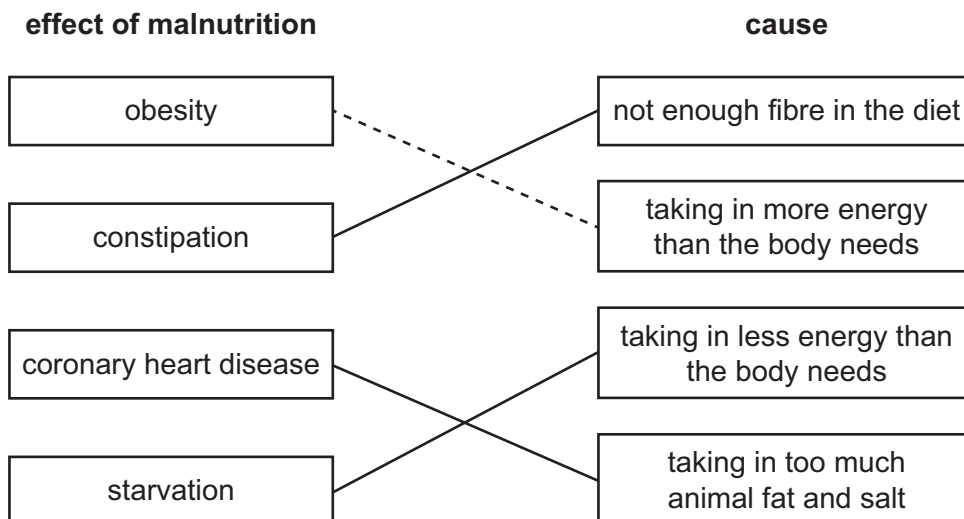 effect of malnutrition
cause
obesity
not enough fibre in the diet
constipation
taking in more energy
than the body needs
coronary heart disease
taking in less energy than
the body needs
starvation
taking in too much
animal fat and salt